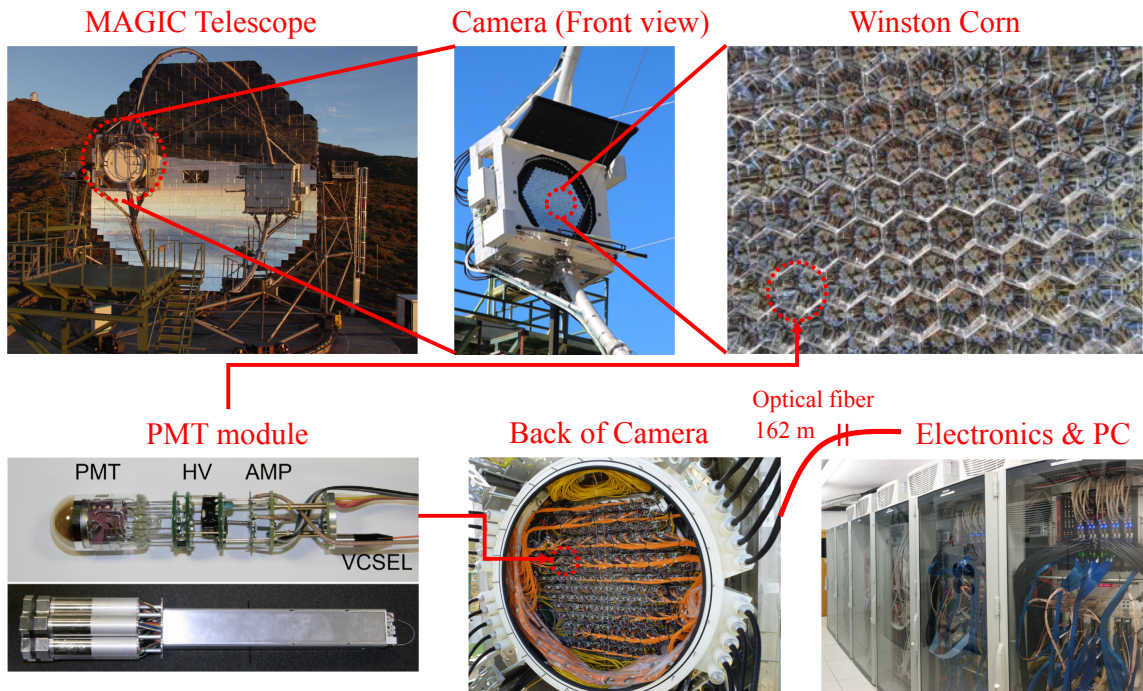 MAGIC Telescope
Camera (Front view)
Winston Corn
PMT module
Back of Camera
Optical fiber
162 m
Electronics & PC
PMT
HV
AMP
VCSEL